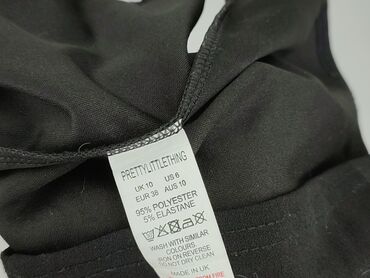 PRETTYLITTLETHING
UK 10 US 6
EUR 38 AUS 10
95% POLYESTER
5% ELASTANE
WASH WITH SIMILAR
COLOURS
IRON ON REVERSE
DO NOT DRY CLEAN
MADE IN UK
FIRE